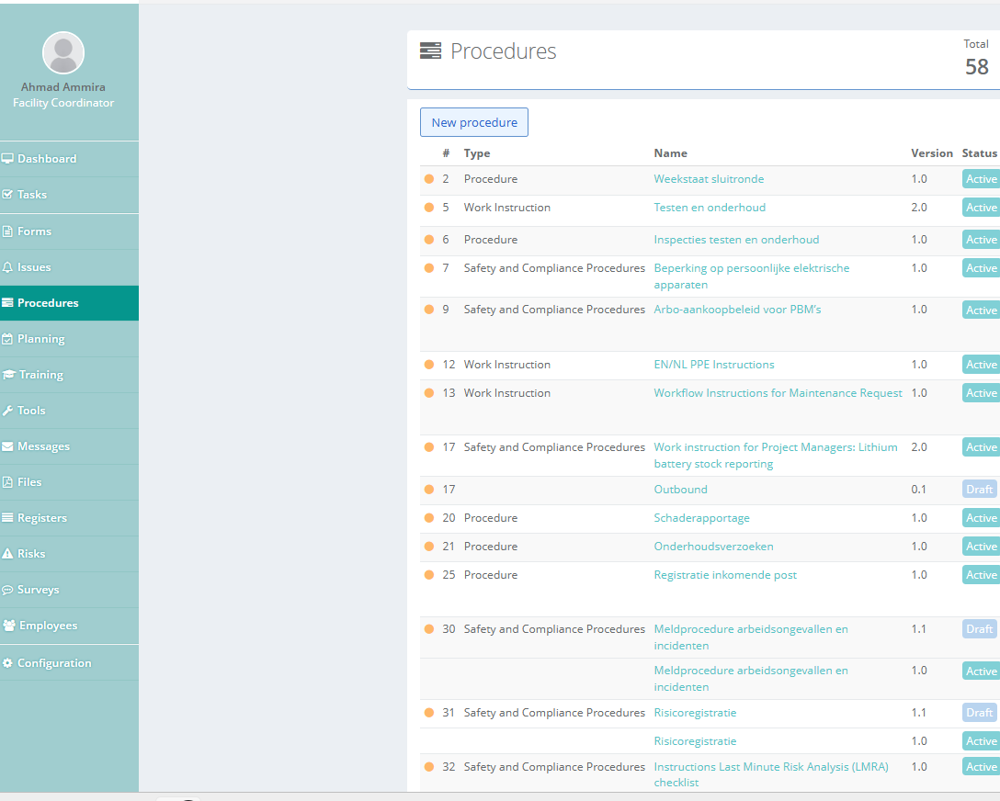 Ahmad Ammira
Facility Coordinator
Dashboard
Tasks
Forms
Issues
Procedures
Planning
Training
Tools
Messages
Files
Registers
Risks
Surveys
Employees
Configuration
Procedures
Total
58
New procedure
# Type Name Version Status
2 Procedure Weekstaat sluitronde 1.0 Active
5 Work Instruction Testen en onderhoud 2.0 Active
6 Procedure Inspecties testen en onderhoud 1.0 Active
7 Safety and Compliance Procedures Beperking op persoonlijke elektrische 1.0 Active
apparaten
9 Safety and Compliance Procedures Arbo-aankoopbeleid voor PBM’s 1.0 Active
12 Work Instruction EN/NL PPE Instructions 1.0 Active
13 Work Instruction Workflow Instructions for Maintenance Request 1.0 Active
17 Safety and Compliance Procedures Work instruction for Project Managers: Lithium 2.0 Active
battery stock reporting
17 Outbound 0.1 Draft
20 Procedure Schaderapportage 1.0 Active
21 Procedure Onderhoudsverzoeken 1.0 Active
25 Procedure Registratie inkomende post 1.0 Active
30 Safety and Compliance Procedures Meldprocedure arbeidsongevallen en 1.1 Draft
incidenten
Meldprocedure arbeidsongevallen en 1.0 Active
incidenten
31 Safety and Compliance Procedures Risicoregistratie 1.1 Draft
Risicoregistratie 1.0 Active
32 Safety and Compliance Procedures Instructions Last Minute Risk Analysis (LMRA) 1.0 Active
checklist